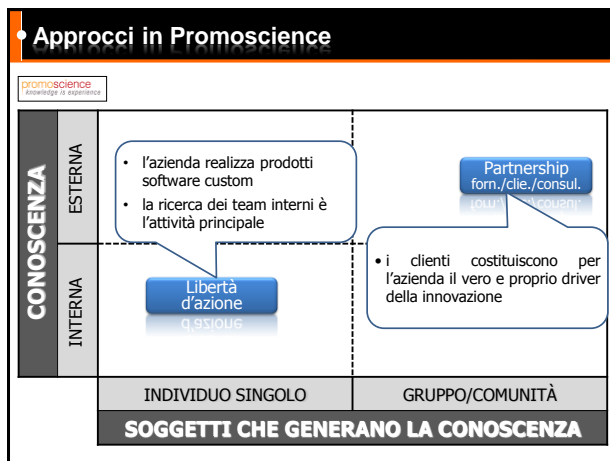 • Approcci in Promoscience
promoscience
knowledge is experience
CONOSCENZA
ESTERNA
• l'azienda realizza prodotti
software custom
• la ricerca dei team interni è
l'attività principale
Partnership
forn./clie./consul.
INTERNA
Libertà
d'azione
• i clienti costituiscono per
l'azienda il vero e proprio driver
della innovazione
INDIVIDUO SINGOLO
GRUPPO/COMUNITÀ
SOGGETTI CHE GENERANO LA CONOSCENZA